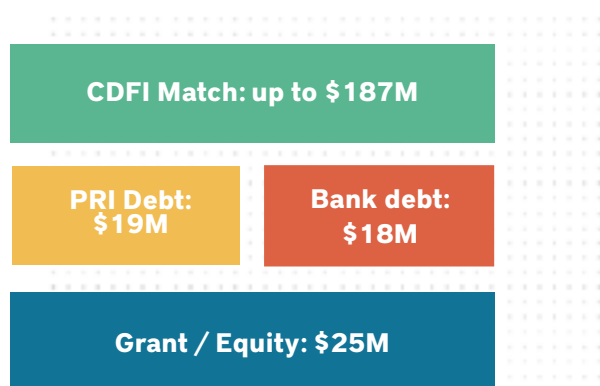 CDFI Match: up to $187M
PRI Debt:
$19M
Bank debt:
$18M
Grant / Equity: $25M